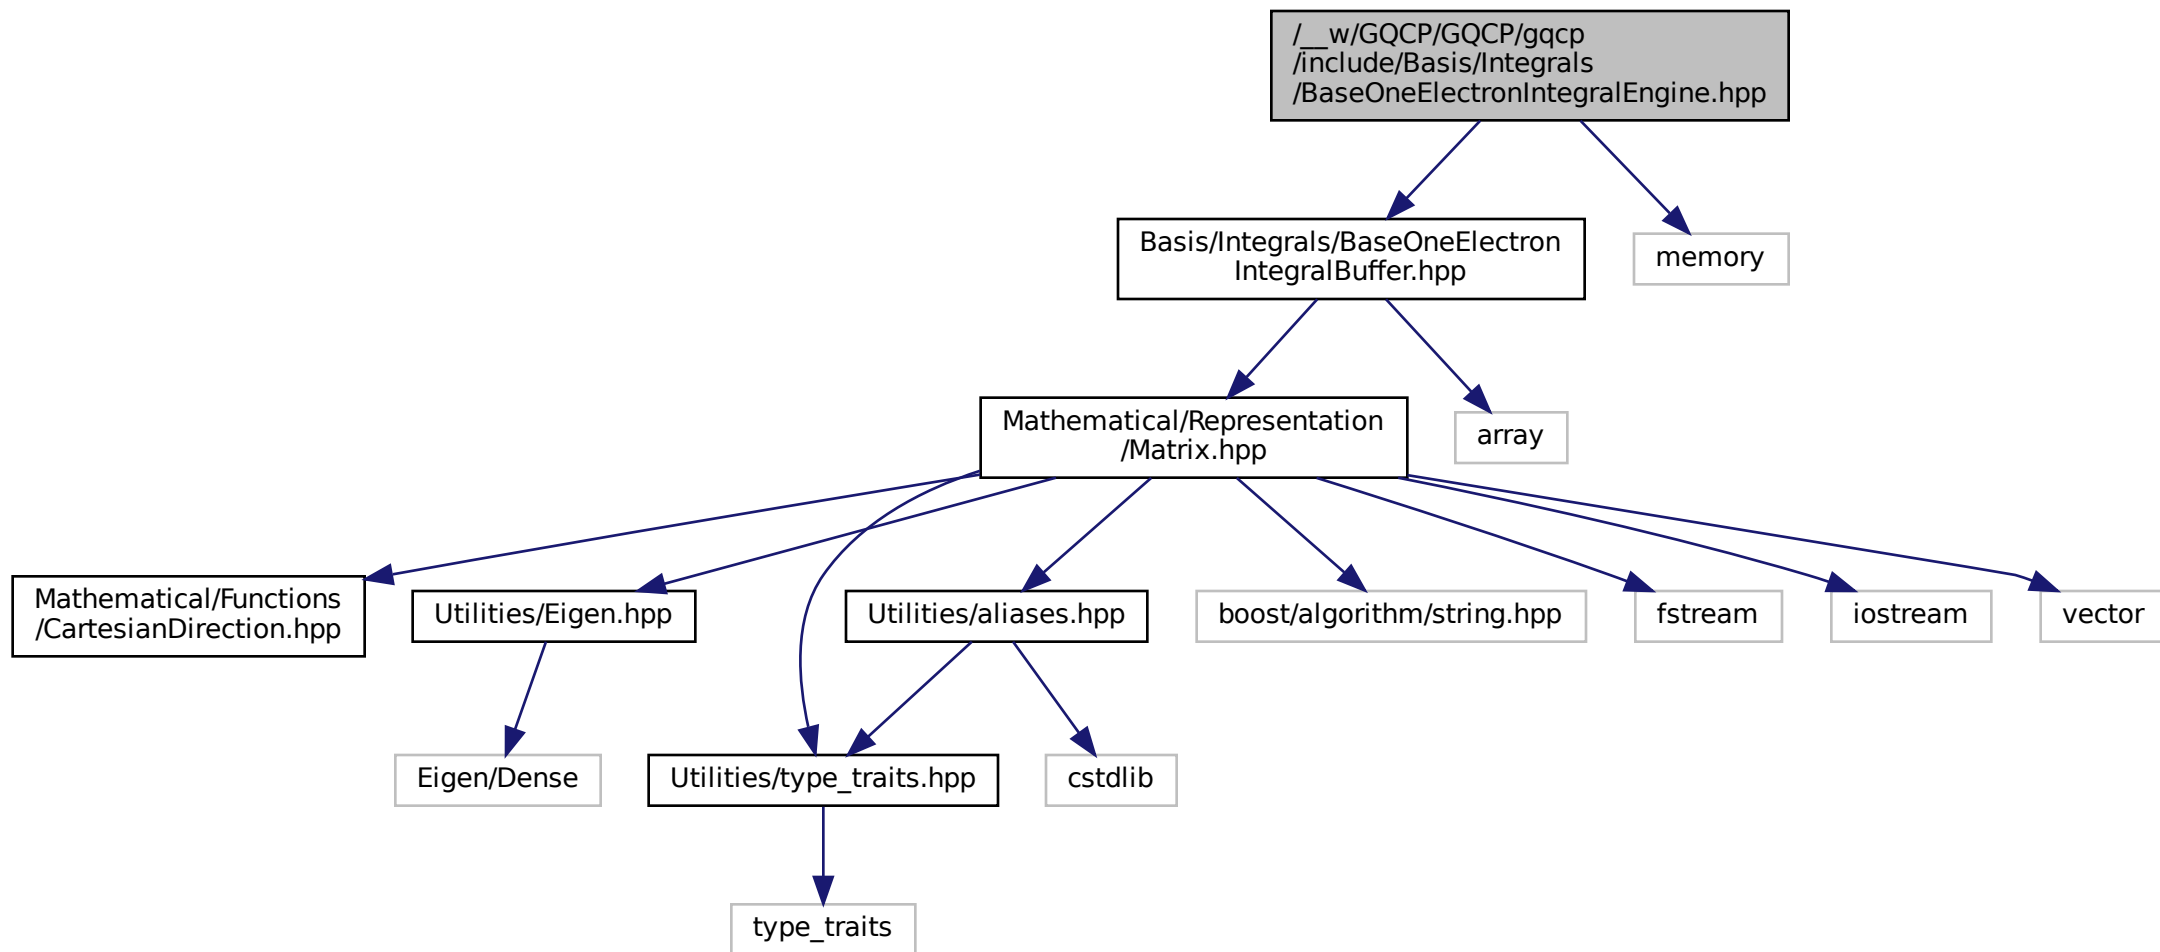 /__w/GQCP/GQCP/gqcp
/include/Basis/Integrals
/BaseOneElectronIntegralEngine.hpp
Basis/Integrals/BaseOneElectron
IntegralBuffer.hpp
memory
Mathematical/Representation
/Matrix.hpp
array
Mathematical/Functions
/CartesianDirection.hpp
Utilities/Eigen.hpp
Utilities/aliases.hpp
boost/algorithm/string.hpp
fstream
iostream
vector
Eigen/Dense
Utilities/type_traits.hpp
cstdlib
type_traits